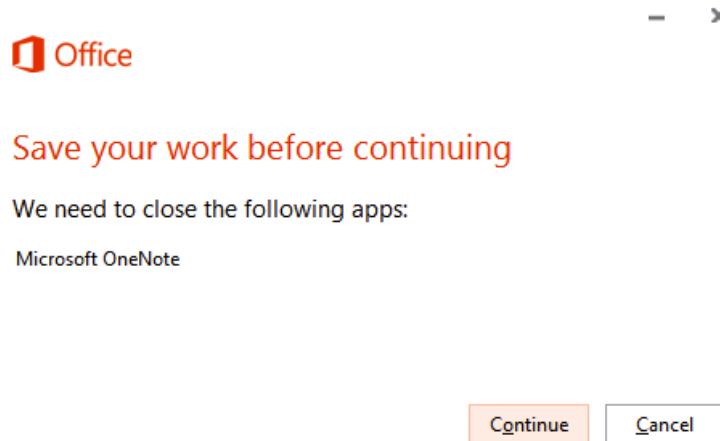 Office
Save your work before continuing
We need to close the following apps:
Microsoft OneNote
Continue Cancel